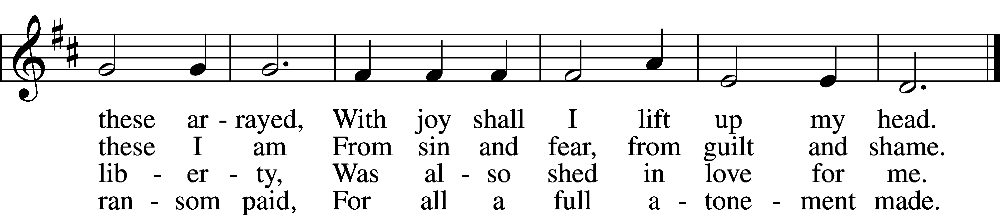 these ar - rayed, With joy shall I lift up my head.
these I am From sin and fear, from guilt and shame.
lib - er - ty, Was al - so shed in love for me.
ran - som paid, For all a full a - tone - ment made.